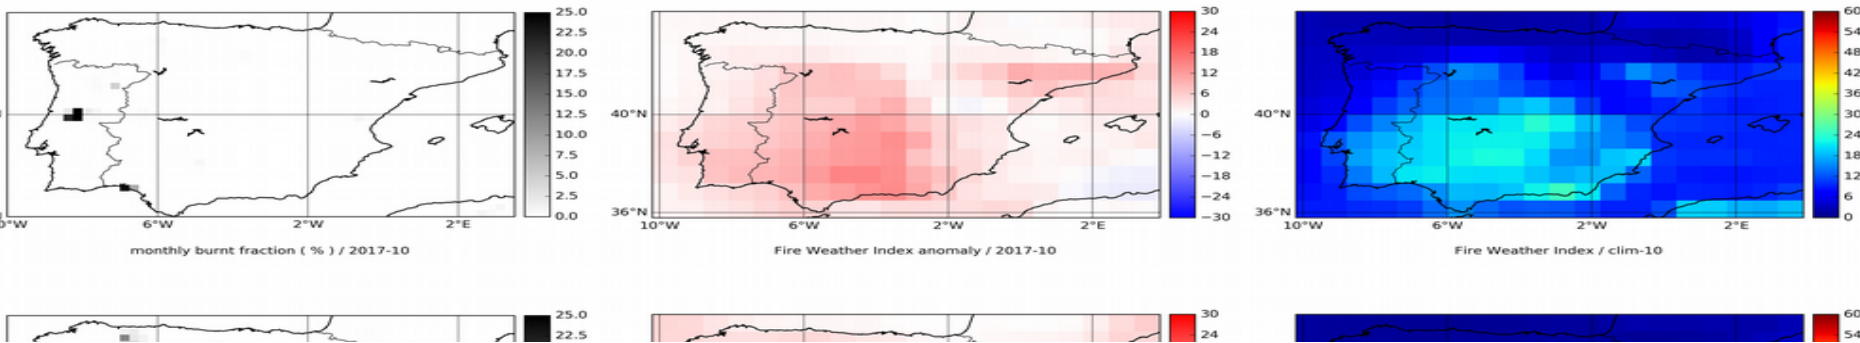 25.0
22.5
20.0
17.5
15.0
12.5
10.0
7.5
5.0
2.5
0.0
0°W
6°W
2°W
2°E
monthly burnt fraction ( % ) / 2017-10
40°N
36°N
10°W
6°W
2°W
2°E
30
24
18
12
6
0
−6
−12
−18
−24
−30
Fire Weather Index anomaly / 2017-10
40°N
36°N
10°W
6°W
2°W
2°E
60
54
48
42
36
30
24
18
12
6
0
Fire Weather Index / clim-10
25.0
22.5
30
24
60
54